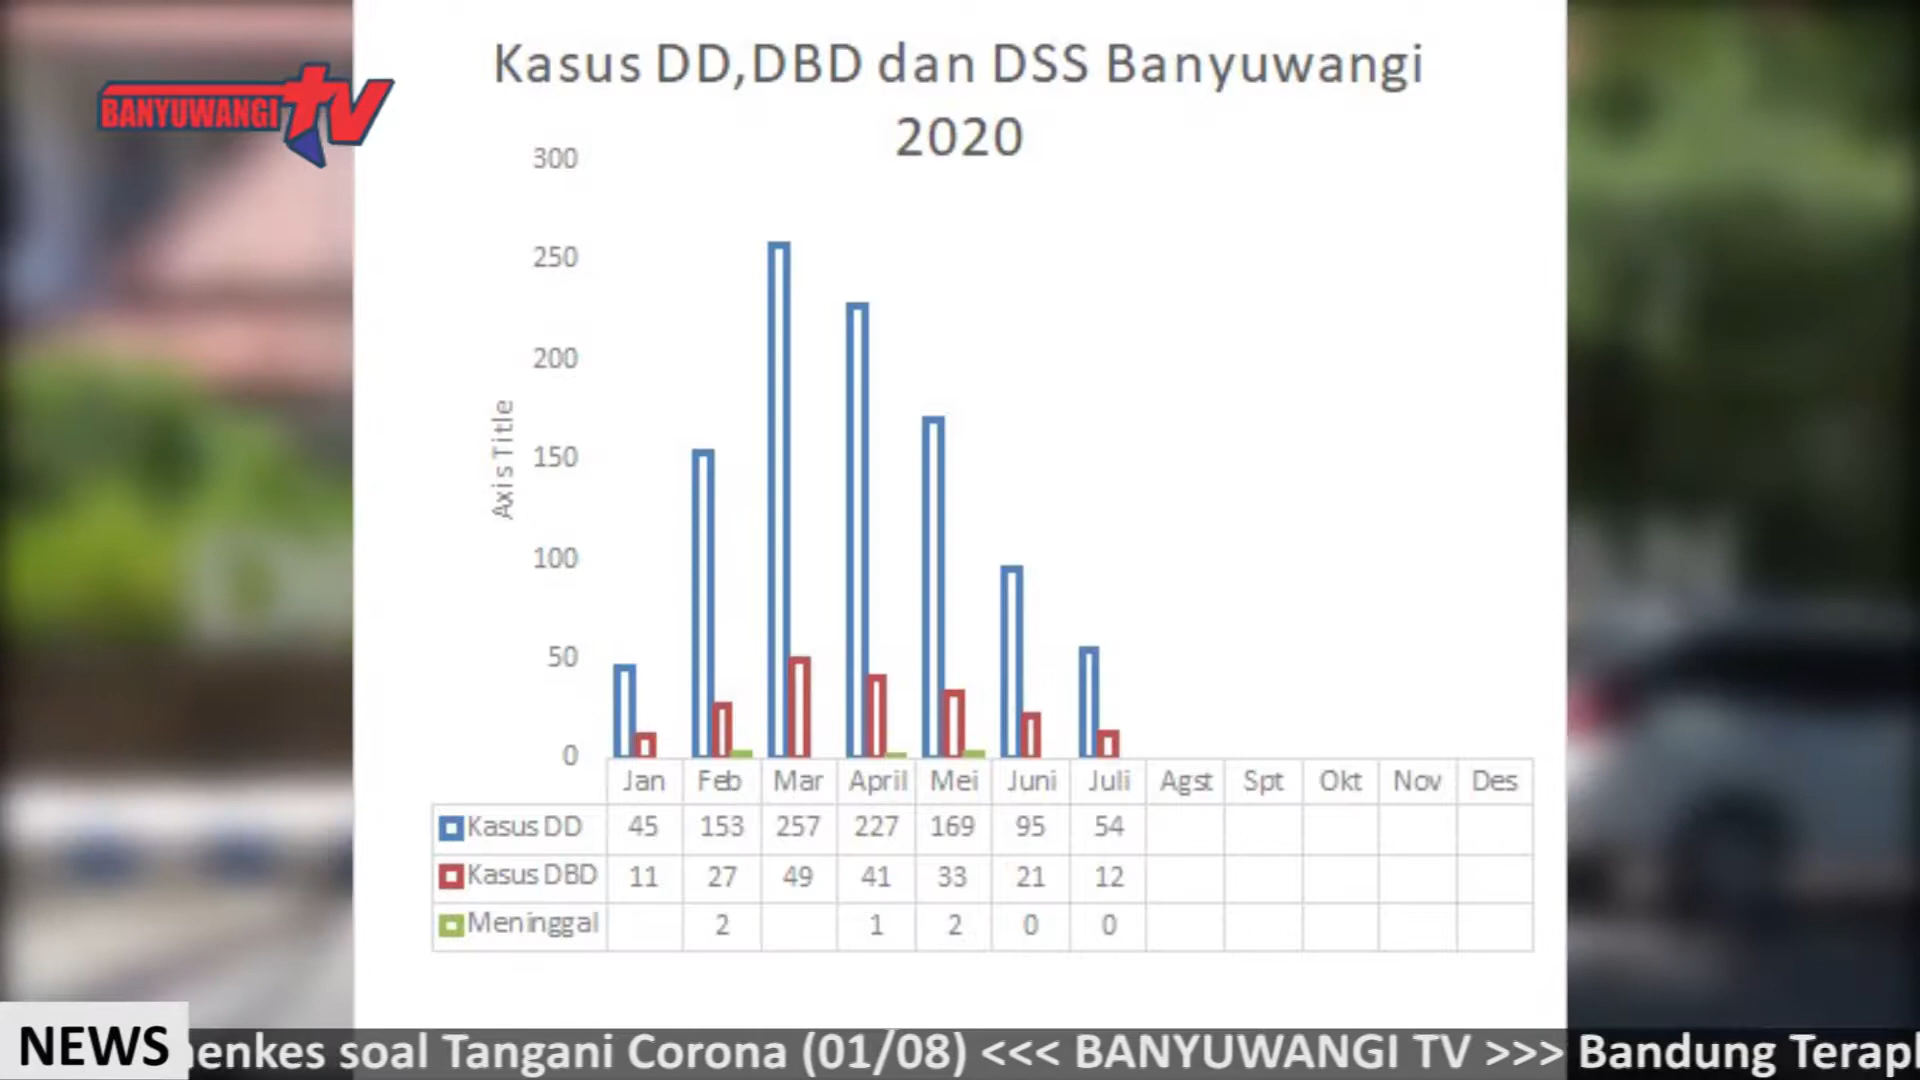 BANYUWANGI TV
Kasus DD,DBD dan DSS Banyuwangi
2020
300
250
200
150
100
50
0
Axis Title
Jan Feb Mar April Mei Juni Juli Agst Spt Okt Nov Des
Kasus DD 45 153 257 227 169 95 54
Kasus DBD 11 27 49 41 33 21 12
Meninggal 2 1 2 0 0
NEWS
soal Tangani Corona (01/08) <<< BANYUWANGI TV >>> Bandung